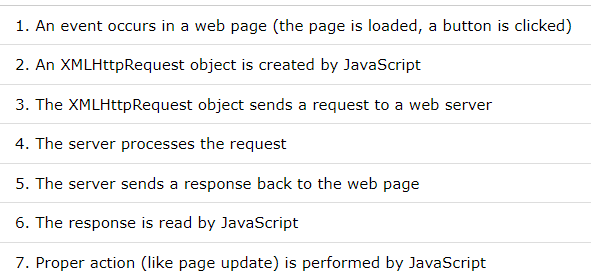 1. An event occurs in a web page (the page is loaded, a button is clicked)
2. An XMLHttpRequest object is created by JavaScript
3. The XMLHttpRequest object sends a request to a web server
4. The server processes the request
5. The server sends a response back to the web page
6. The response is read by JavaScript
7. Proper action (like page update) is performed by JavaScript